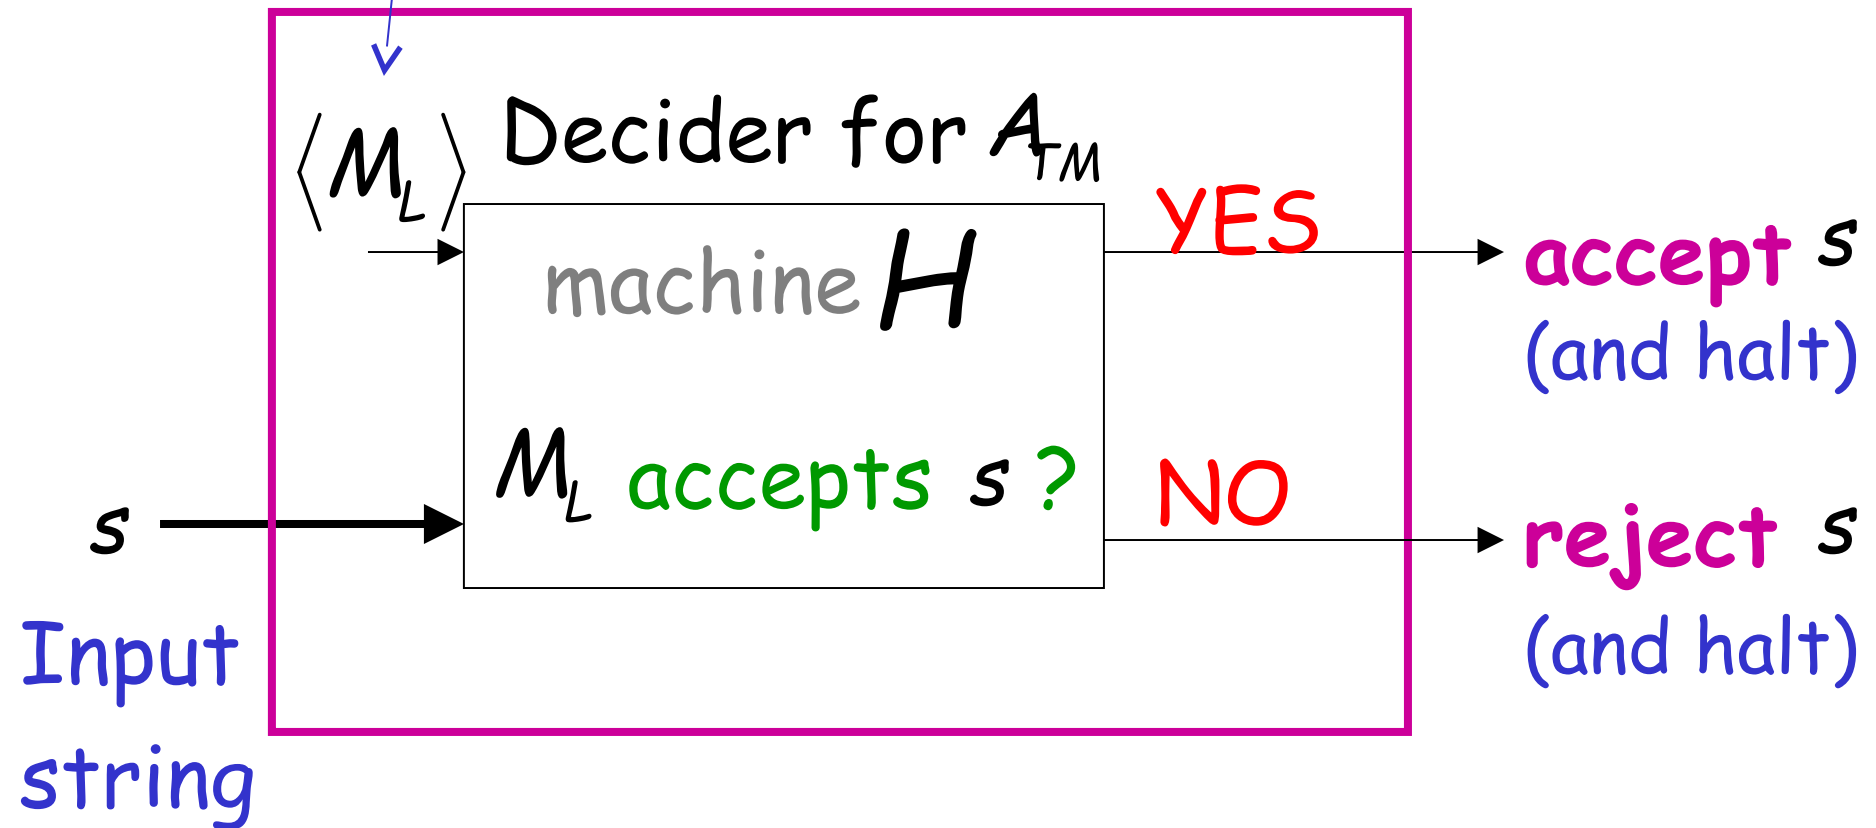 ⟨M_L⟩ Decider for A_TM
YES
accept s
machine H
(and halt)
M_L accepts s ?
NO
s
reject s
Input
(and halt)
string